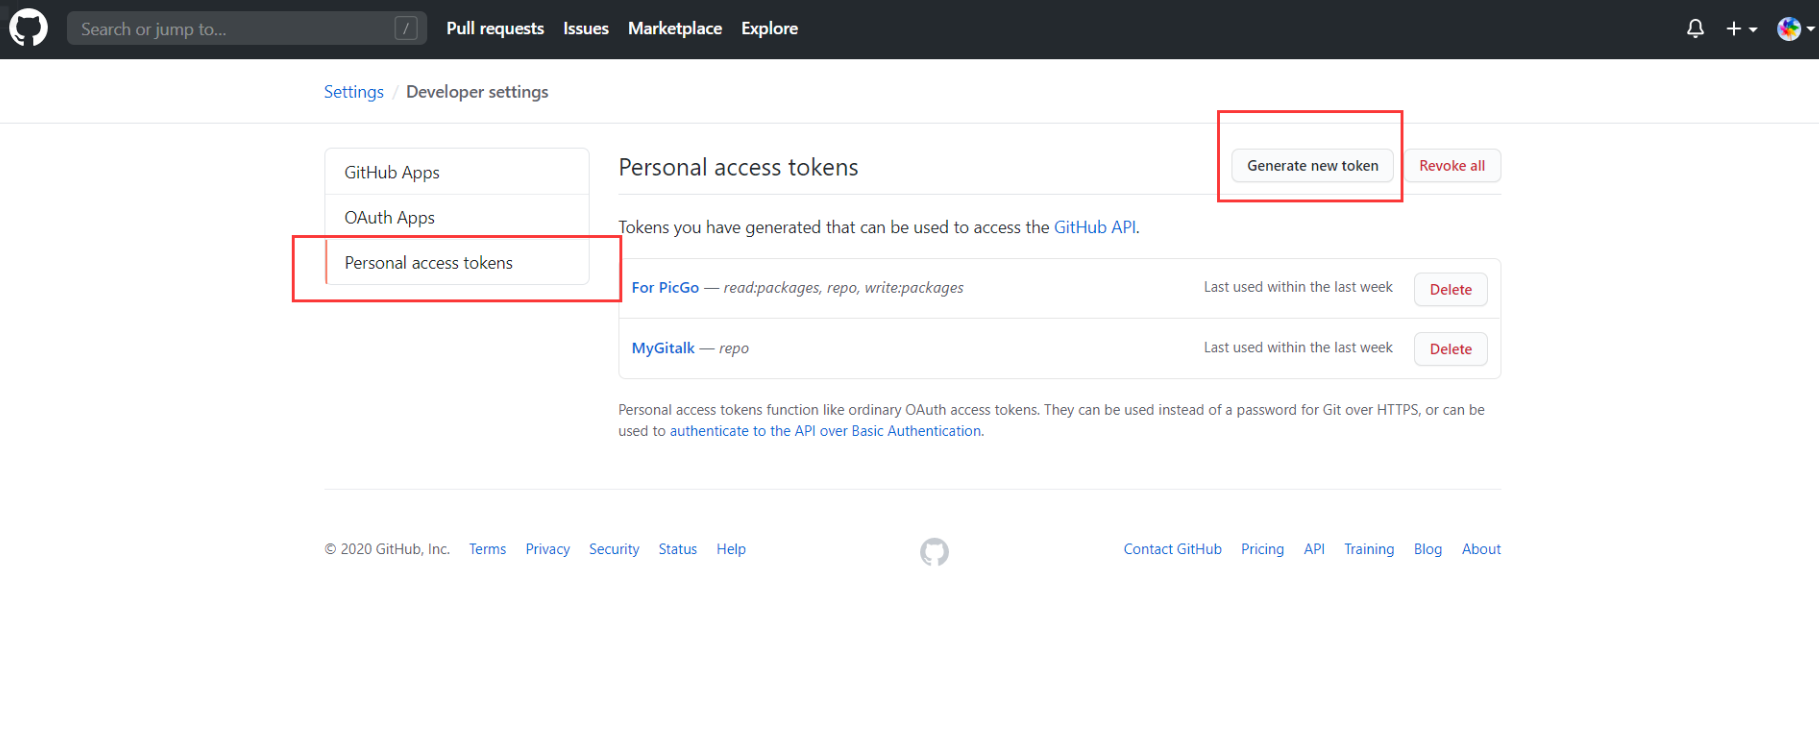 Search or jump to... /
Pull requests Issues Marketplace Explore
Settings / Developer settings
GitHub Apps
OAuth Apps
Personal access tokens
Personal access tokens
Generate new token
Revoke all
Tokens you have generated that can be used to access the GitHub API.
For PicGo — read:packages, repo, write:packages
Last used within the last week
Delete
MyGitalk — repo
Last used within the last week
Delete
Personal access tokens function like ordinary OAuth access tokens. They can be used instead of a password for Git over HTTPS, or can be
used to authenticate to the API over Basic Authentication.
© 2020 GitHub, Inc. Terms Privacy Security Status Help
Contact GitHub Pricing API Training Blog About